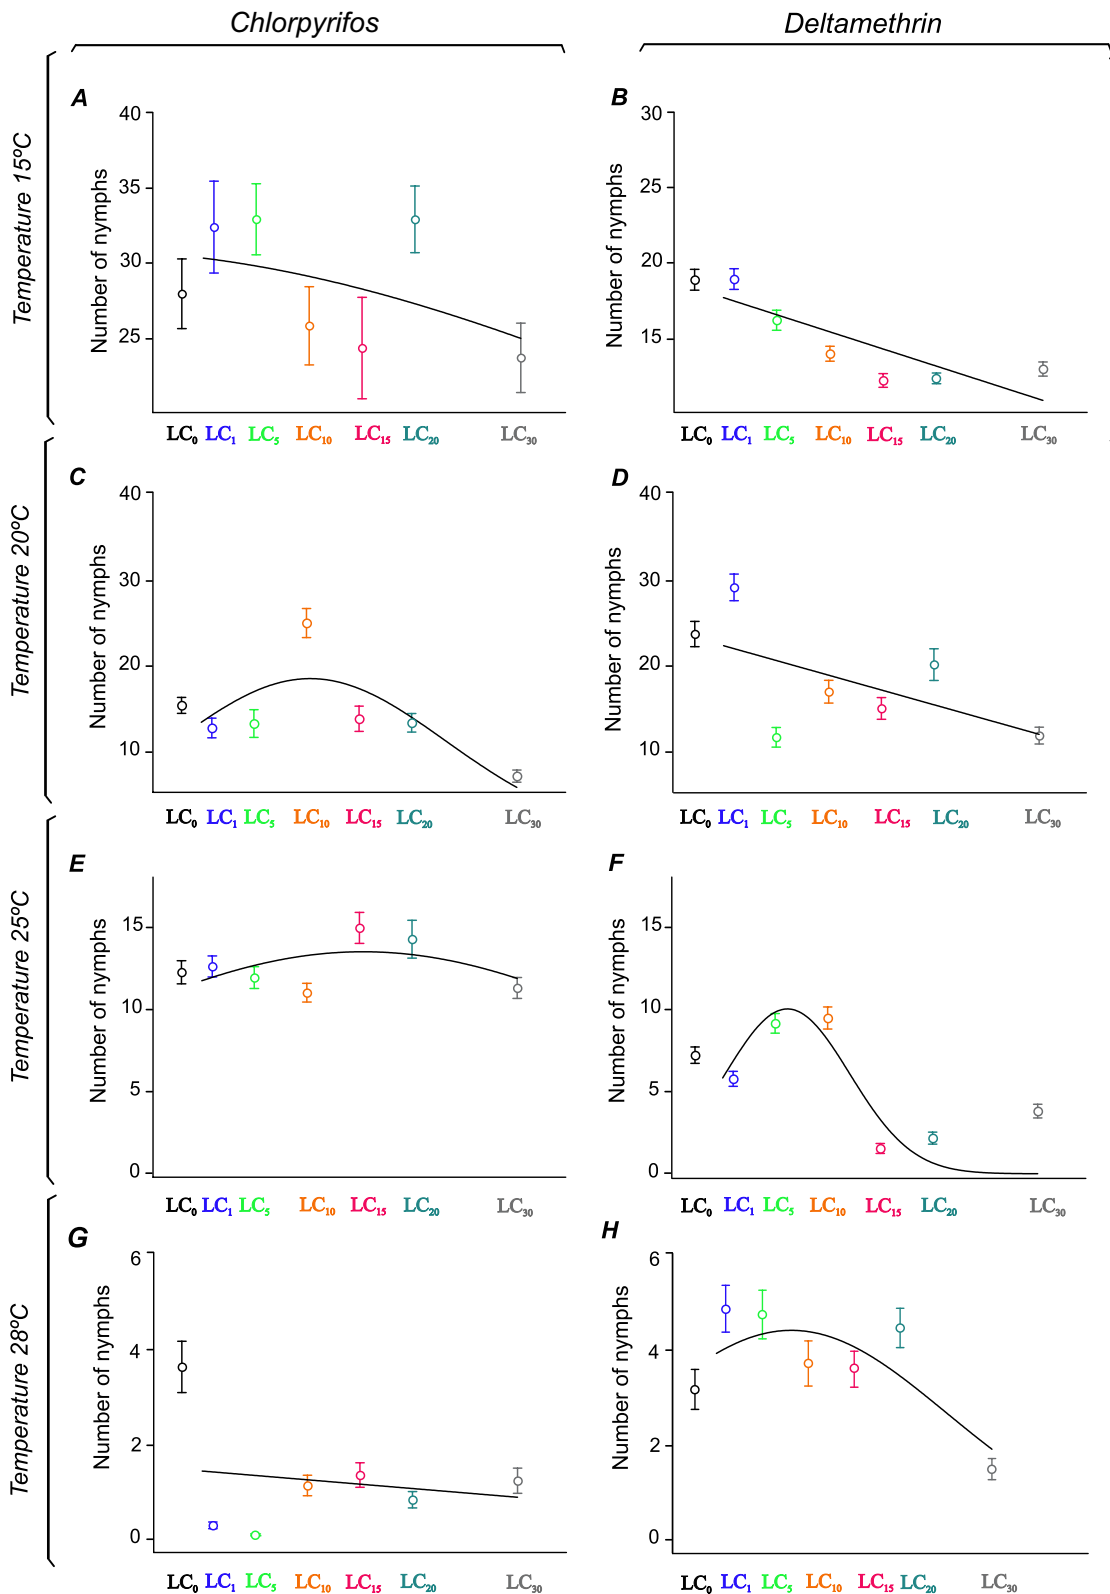 Chlorpyrifos Deltamethrin
Temperature 15ºC
A
Number of nymphs
40
35
30
25
LC0 LC1 LC5 LC10 LC15 LC20 LC30
B
Number of nymphs
30
25
20
15
LC0 LC1 LC5 LC10 LC15 LC20 LC30
Temperature 20ºC
C
Number of nymphs
40
30
20
10
LC0 LC1 LC5 LC10 LC15 LC20 LC30
D
Number of nymphs
40
30
20
10
LC0 LC1 LC5 LC10 LC15 LC20 LC30
Temperature 25ºC
E
Number of nymphs
15
10
5
0
LC0 LC1 LC5 LC10 LC15 LC20 LC30
F
Number of nymphs
15
10
5
0
LC0 LC1 LC5 LC10 LC15 LC20 LC30
Temperature 28ºC
G
Number of nymphs
6
4
2
0
LC0 LC1 LC5 LC10 LC15 LC20 LC30
H
Number of nymphs
6
4
2
0
LC0 LC1 LC5 LC10 LC15 LC20 LC30